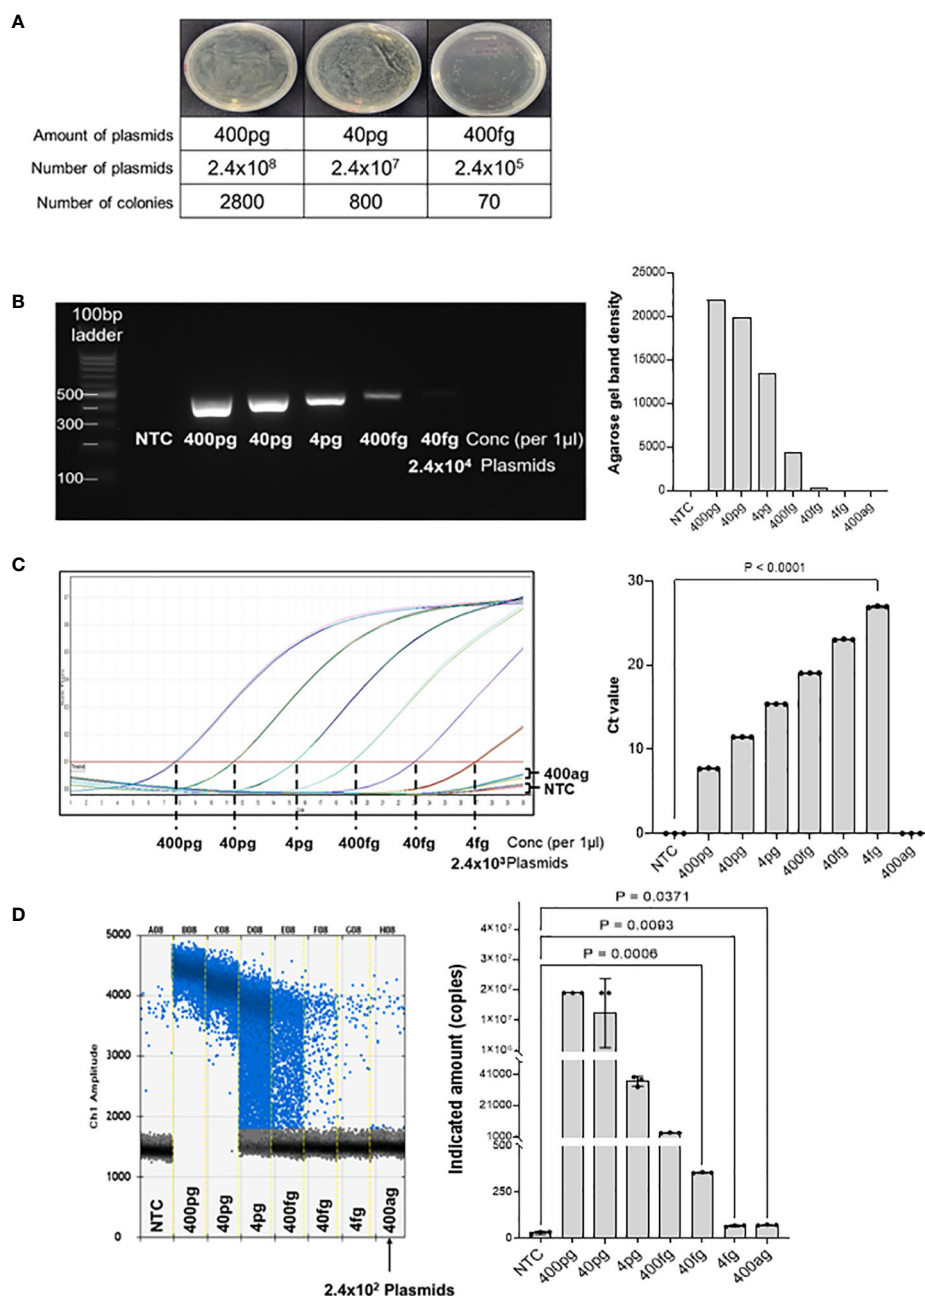 A
Amount of plasmids 400pg 40pg 400fg
Number of plasmids 2.4x10⁸ 2.4x10⁷ 2.4x10⁵
Number of colonies 2800 800 70
B
100bp
ladder
500
300
100
NTC 400pg 40pg 4pg 400fg 40fg Conc (per 1µl)
2.4x10⁴ Plasmids
Agarose gel band density
25000
20000
15000
10000
5000
0
NTC 400pg 40pg 4pg 400fg 40fg 4fg 400ag
C
400ag
NTC
400pg 40pg 4pg 400fg 40fg 4fg Conc (per 1µl)
2.4x10³Plasmids
P < 0.0001
Ct value
30
20
10
0
NTC 400pg 40pg 4pg 400fg 40fg 4fg 400ag
D
A08 B08 C08 D08 E08 F08 G08 H08
Ch1 Amplitude
5000
4000
3000
2000
1000
0
NTC 400pg 40pg 4pg 400fg 40fg 4fg 400ag
2.4x10² Plasmids
P = 0.0371
P = 0.0093
P = 0.0006
Indicated amount (copies)
4×10⁷
3×10⁷
2×10⁷
1×10⁷
1×10⁶
41000
21000
1000
500
250
0
NTC 400pg 40pg 4pg 400fg 40fg 4fg 400ag